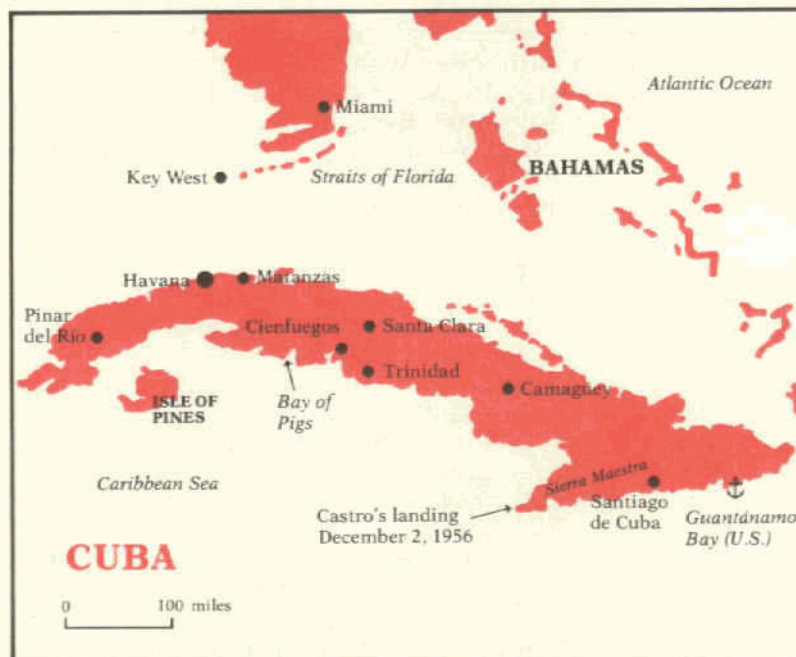 Atlantic Ocean
Miami
BAHAMAS
Key West
Straits of Florida
Havana
Matanzas
Pinar
del Río
Cienfuegos
Santa Clara
Trinidad
ISLE OF
PINES
Bay of
Pigs
Camagüey
Caribbean Sea
Sierra Maestra
Castro's landing
December 2, 1956
Santiago
de Cuba
Guantánamo
Bay (U.S.)
CUBA
0 100 miles